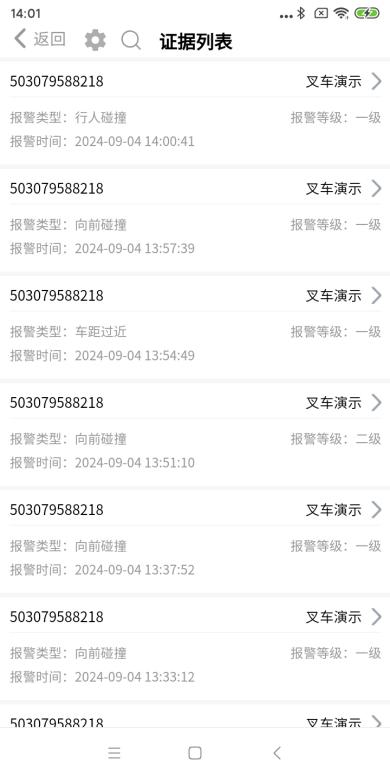 14:01
返回 证据列表
503079588218 叉车演示
报警类型：行人碰撞 报警等级：一级
报警时间：2024-09-04 14:00:41
503079588218 叉车演示
报警类型：向前碰撞 报警等级：一级
报警时间：2024-09-04 13:57:39
503079588218 叉车演示
报警类型：车距过近 报警等级：一级
报警时间：2024-09-04 13:54:49
503079588218 叉车演示
报警类型：向前碰撞 报警等级：二级
报警时间：2024-09-04 13:51:10
503079588218 叉车演示
报警类型：向前碰撞 报警等级：一级
报警时间：2024-09-04 13:37:52
503079588218 叉车演示
报警类型：向前碰撞 报警等级：一级
报警时间：2024-09-04 13:33:12
503079588218 叉车演示